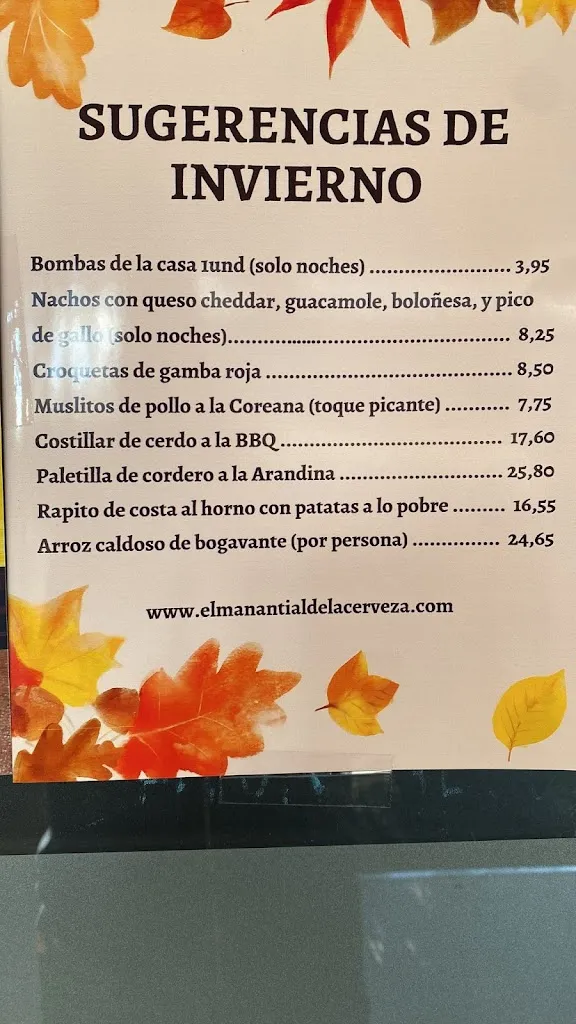 SUGERENCIAS DE
INVIERNO
Bombas de la casa 1und (solo noches) ........................ 3,95
Nachos con queso cheddar, guacamole, boloñesa, y pico
de gallo (solo noches)................................................ 8,25
Croquetas de gamba roja .......................................... 8,50
Muslitos de pollo a la Coreana (toque picante) ........... 7,75
Costillar de cerdo a la BBQ ...................................... 17,60
Paletilla de cordero a la Arandina ............................ 25,80
Rapito de costa al horno con patatas a lo pobre ......... 16,55
Arroz caldoso de bogavante (por persona) ............... 24,65
www.elmanantialdelacerveza.com